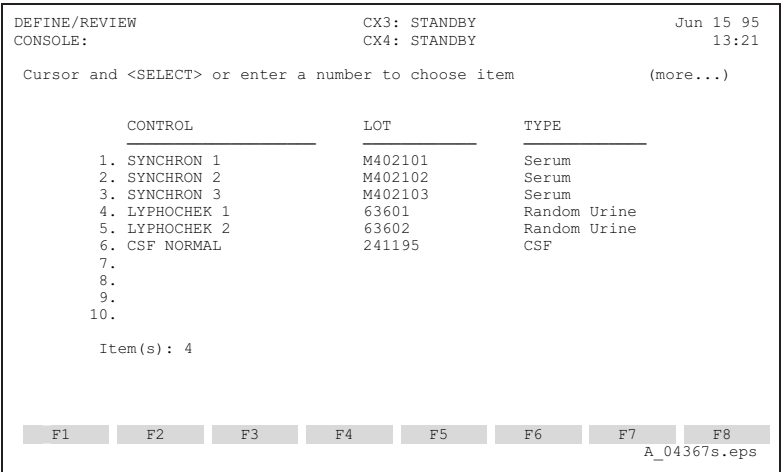 DEFINE/REVIEW CX3: STANDBY Jun 15 95
CONSOLE: CX4: STANDBY 13:21
Cursor and <SELECT> or enter a number to choose item (more...)
CONTROL LOT TYPE
1. SYNCHRON 1 M402101 Serum
2. SYNCHRON 2 M402102 Serum
3. SYNCHRON 3 M402103 Serum
4. LYPHOCHEK 1 63601 Random Urine
5. LYPHOCHEK 2 63602 Random Urine
6. CSF NORMAL 241195 CSF
7.
8.
9.
10.
Item(s): 4
F1 F2 F3 F4 F5 F6 F7 F8
A_04367s.eps